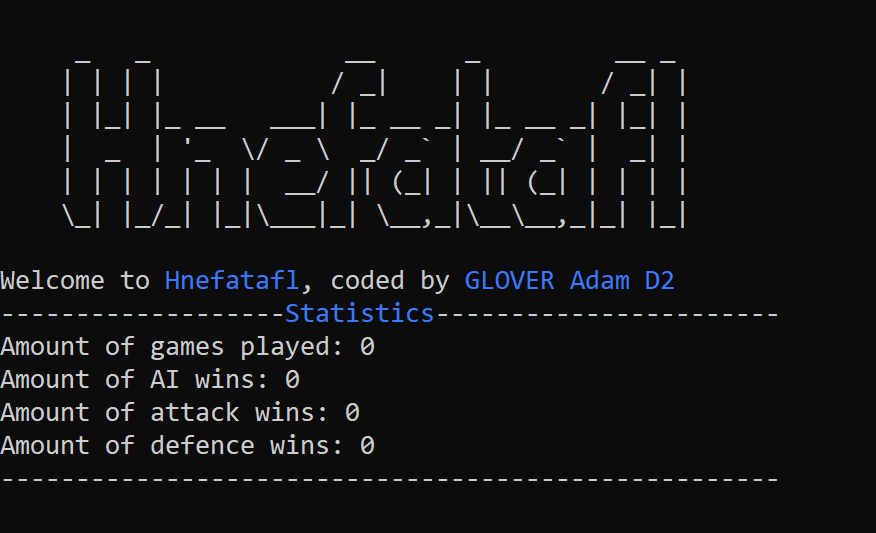 Hnefatafl
Welcome to Hnefatafl, coded by GLOVER Adam D2
-------------------Statistics-----------------------
Amount of games played: 0
Amount of AI wins: 0
Amount of attack wins: 0
Amount of defence wins: 0
----------------------------------------------------